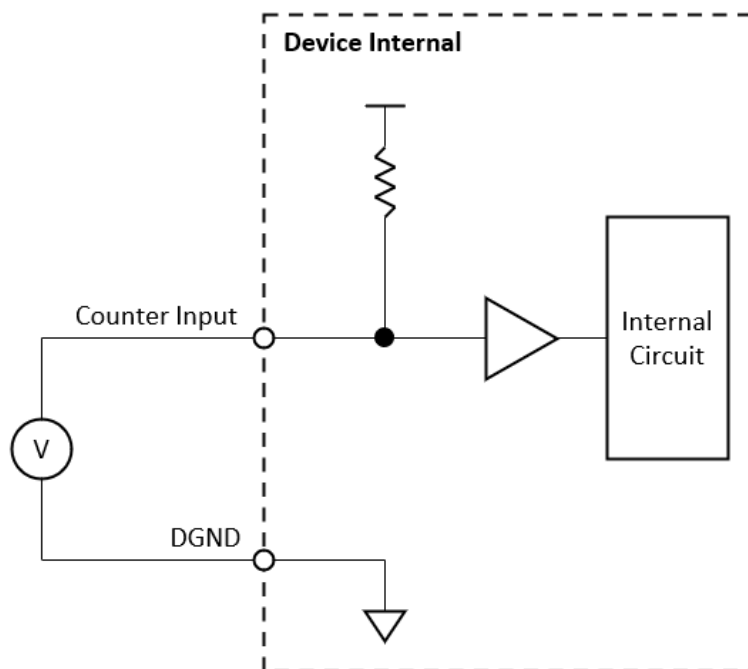 Device Internal
Counter Input
Internal
Circuit
V
DGND